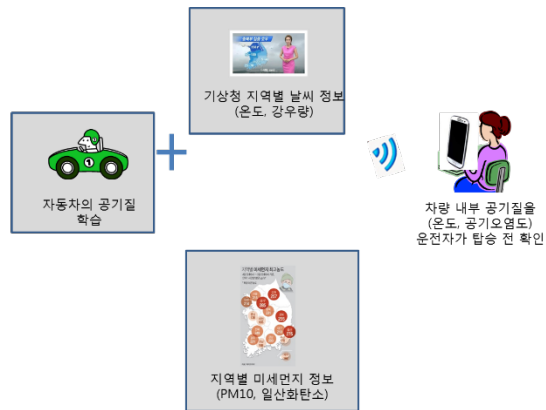 기상청 지역별 날씨 정보
(온도, 강우량)
자동차의 공기질
학습
1
차량 내부 공기질을
(온도, 공기오염도)
운전자가 탑승 전 확인
지역별 미세먼지 정보
(PM10, 일산화탄소)